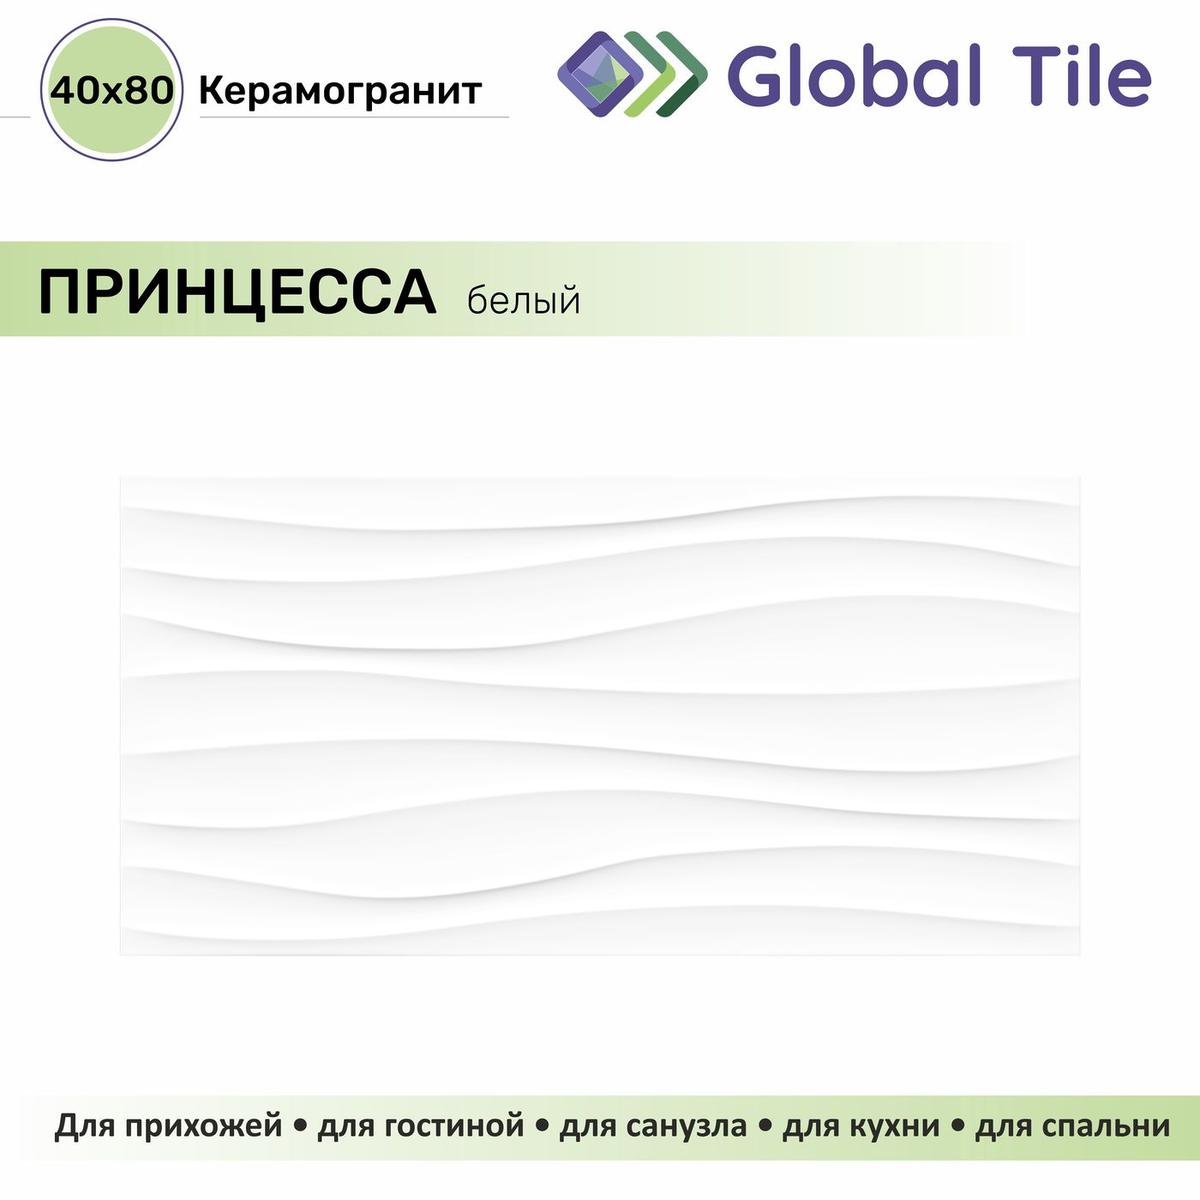 40x80 Керамогранит
Global Tile
ПРИНЦЕССА белый
Для прихожей • для гостиной • для санузла • для кухни • для спальни